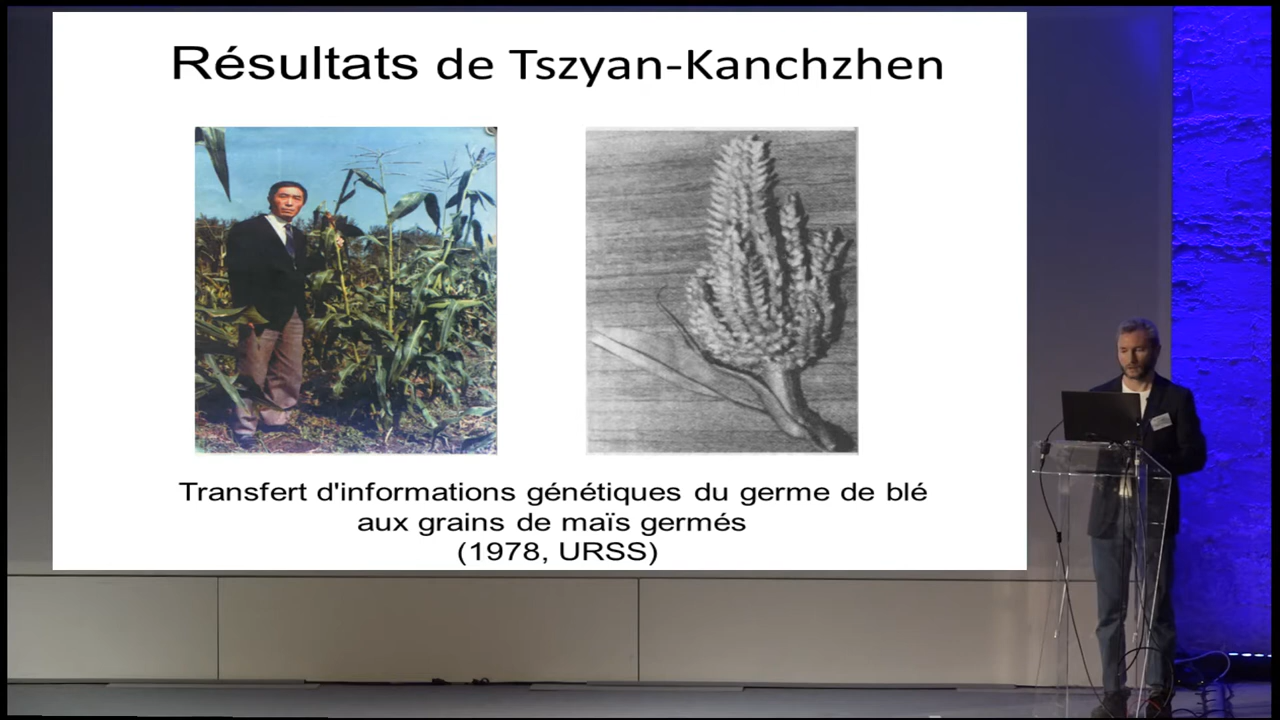 Résultats de Tszyan-Kanchzhen
Transfert d'informations génétiques du germe de blé
aux grains de maïs germés
(1978, URSS)